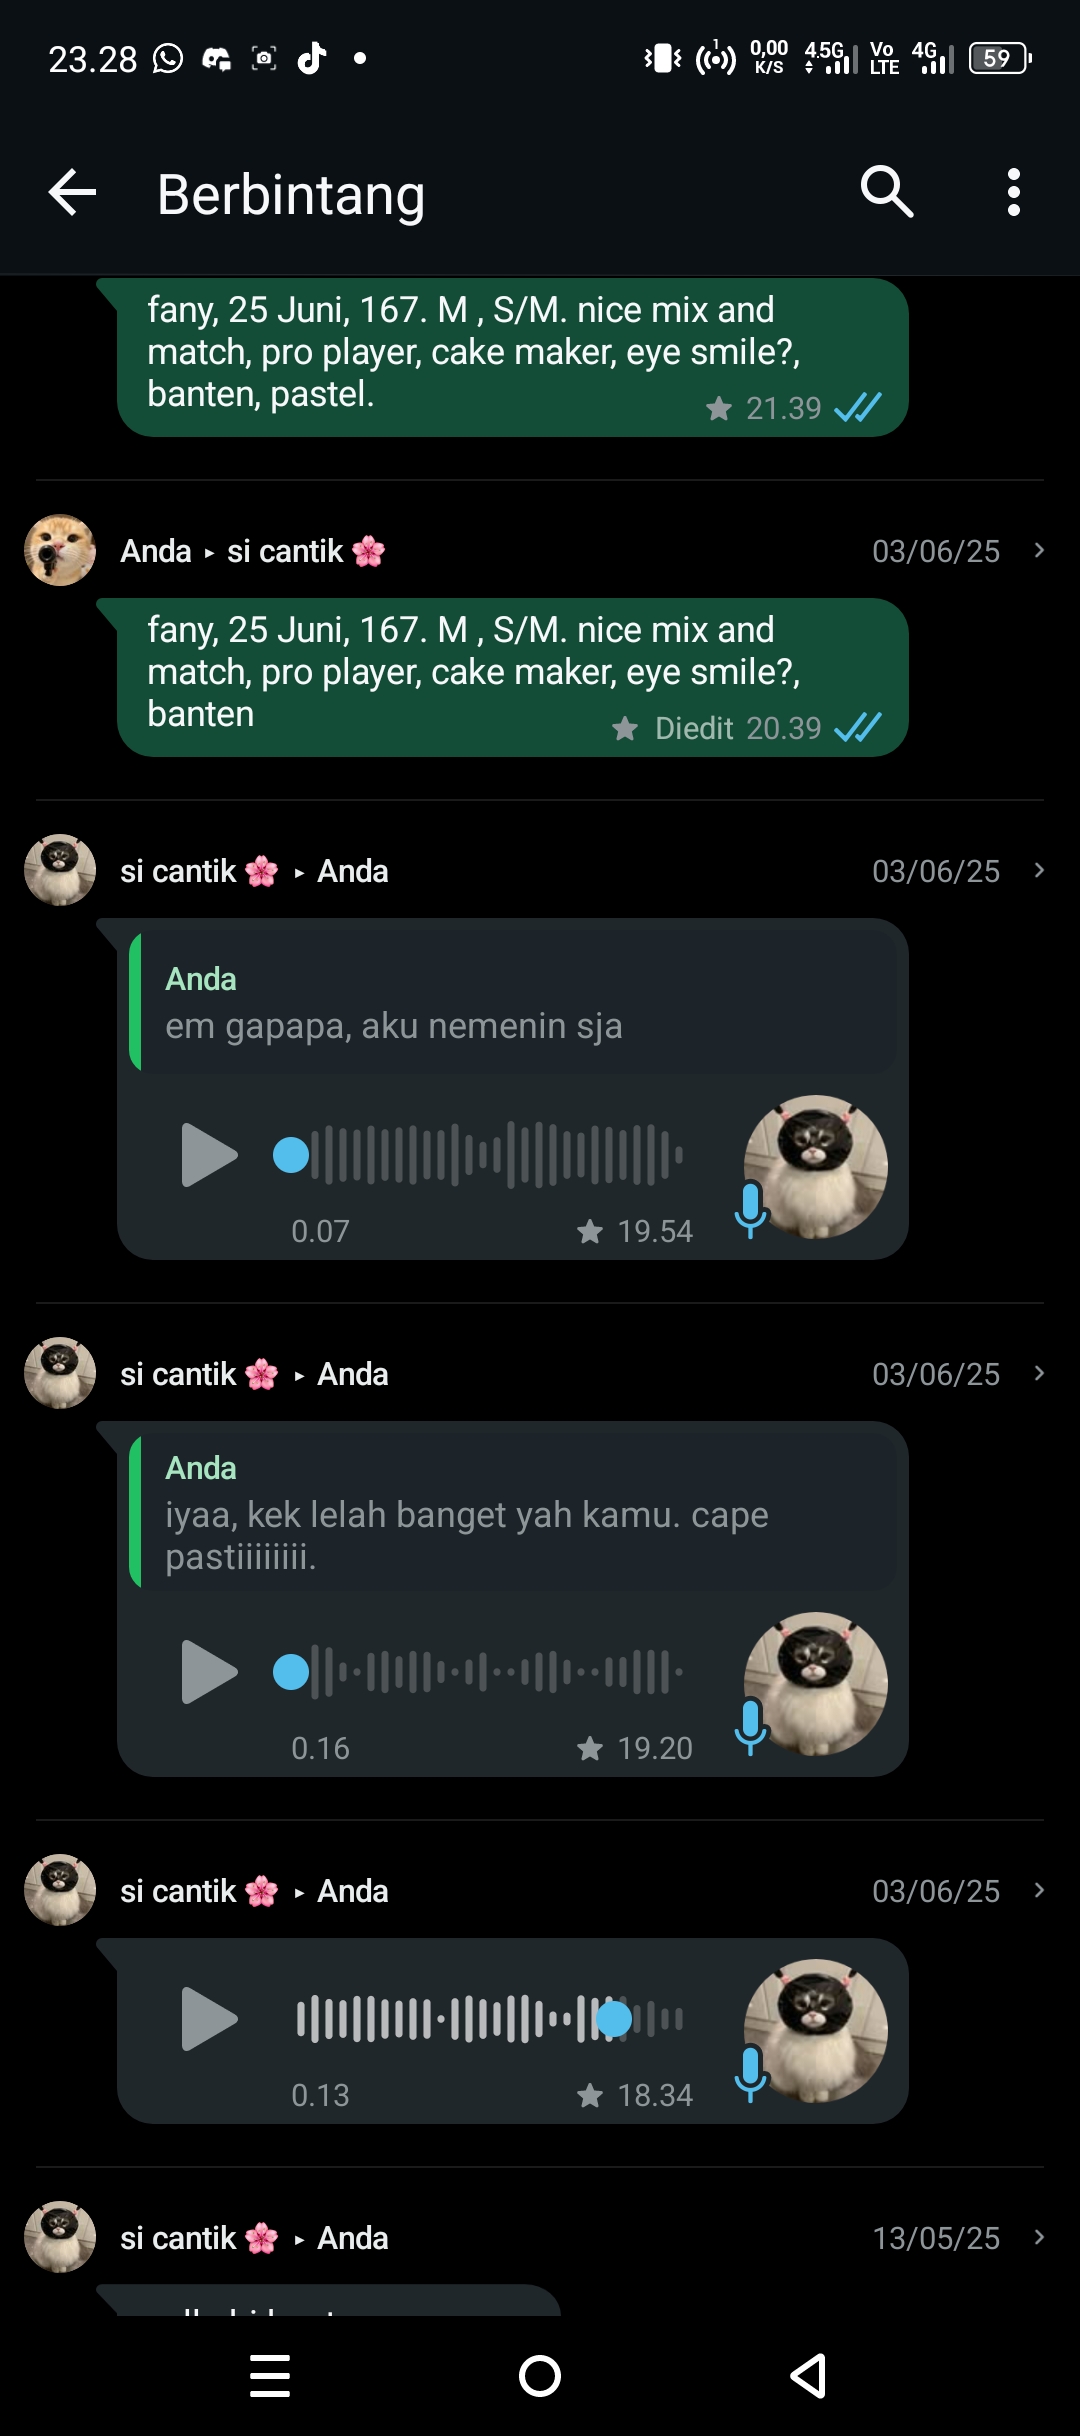 23.28
0,00 K/S 4.5G Vo LTE 4G 59
Berbintang
fany, 25 Juni, 167. M , S/M. nice mix and
match, pro player, cake maker, eye smile?,
banten, pastel.
21.39
Anda ▸ si cantik 🌸 03/06/25
fany, 25 Juni, 167. M , S/M. nice mix and
match, pro player, cake maker, eye smile?,
banten
Diedit 20.39
si cantik 🌸 ▸ Anda 03/06/25
Anda
em gapapa, aku nemenin sja
0.07 19.54
si cantik 🌸 ▸ Anda 03/06/25
Anda
iyaa, kek lelah banget yah kamu. cape
pastiiiiiiii.
0.16 19.20
si cantik 🌸 ▸ Anda 03/06/25
0.13 18.34
si cantik 🌸 ▸ Anda 13/05/25